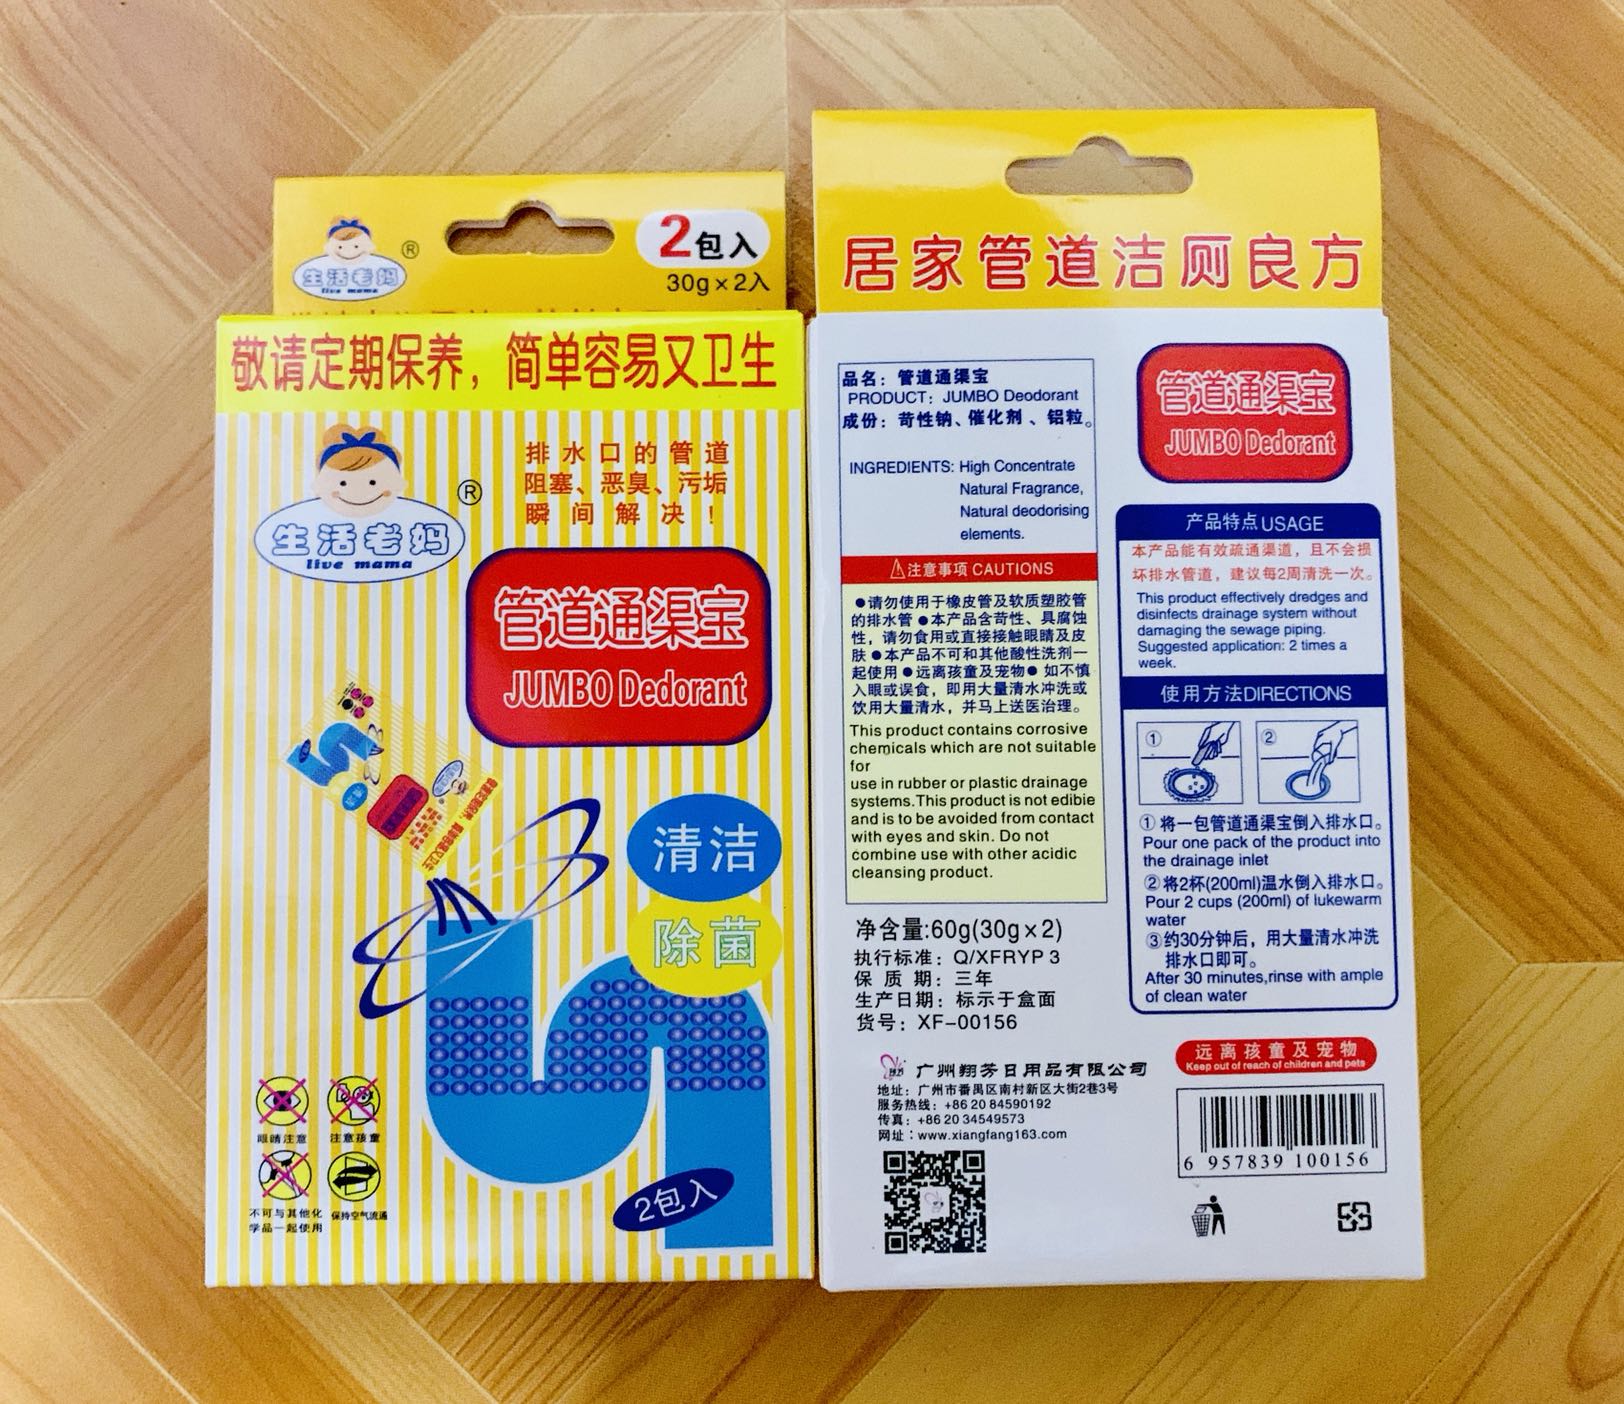 生活老妈
®
live mama
2包入
30g×2入
敬请定期保养，简单容易又卫生
生活老妈
®
live mama
排水口的管道
阻塞、恶臭、污垢
瞬间解决！
管道通渠宝
JUMBO Dedorant
清洁
除菌
眼睛注意
注意孩童
不可与其他化
学品一起使用
保持空气流通
2包入
居家管道洁厕良方
品名：管道通渠宝
PRODUCT：JUMBO Deodorant
成份：苛性钠、催化剂、铝粒。
INGREDIENTS: High Concentrate
Natural Fragrance,
Natural deodorising
elements.
注意事项 CAUTIONS
●请勿使用于橡皮管及软质塑胶管
的排水管●本产品含苛性、具腐蚀
性，请勿食用或直接接触眼睛及皮
肤●本产品不可和其他酸性洗剂一
起使用●远离孩童及宠物●如不慎
入眼或误食，即用大量清水冲洗或
饮用大量清水，并马上送医治理。
This product contains corrosive
chemicals which are not suitable
for
use in rubber or plastic drainage
systems.This product is not edibie
and is to be avoided from contact
with eyes and skin. Do not
combine use with other acidic
cleansing product.
净含量:60g(30g×2)
执行标准：Q/XFRYP 3
保质期：三年
生产日期：标示于盒面
货号：XF-00156
广州翔芬日用品有限公司
地址：广州市番禺区南村新区大街2巷3号
服务热线：+86 20 84590192
传真：+86 20 34549573
网址：www.xiangfang163.com
管道通渠宝
JUMBO Dedorant
产品特点USAGE
本产品能有效疏通渠道，且不会损
坏排水管道，建议每2周清洗一次。
This product effectively dredges and
disinfects drainage system without
damaging the sewage piping.
Suggested application: 2 times a
week.
使用方法DIRECTIONS
①
②
①将一包管道通渠宝倒入排水口。
Pour one pack of the product into
the drainage inlet
②将2杯(200ml)温水倒入排水口。
Pour 2 cups (200ml) of lukewarm
water
③约30分钟后，用大量清水冲洗
排水口即可。
After 30 minutes,rinse with ample
of clean water
远离孩童及宠物
Keep out of reach of children and pets
6 957839 100156